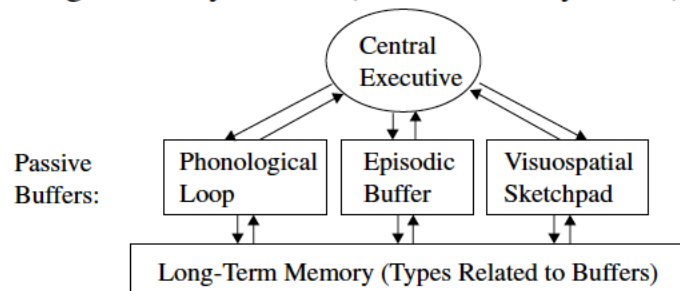 Central
Executive
Passive
Buffers:
Phonological
Loop
Episodic
Buffer
Visuospatial
Sketchpad
Long-Term Memory (Types Related to Buffers)